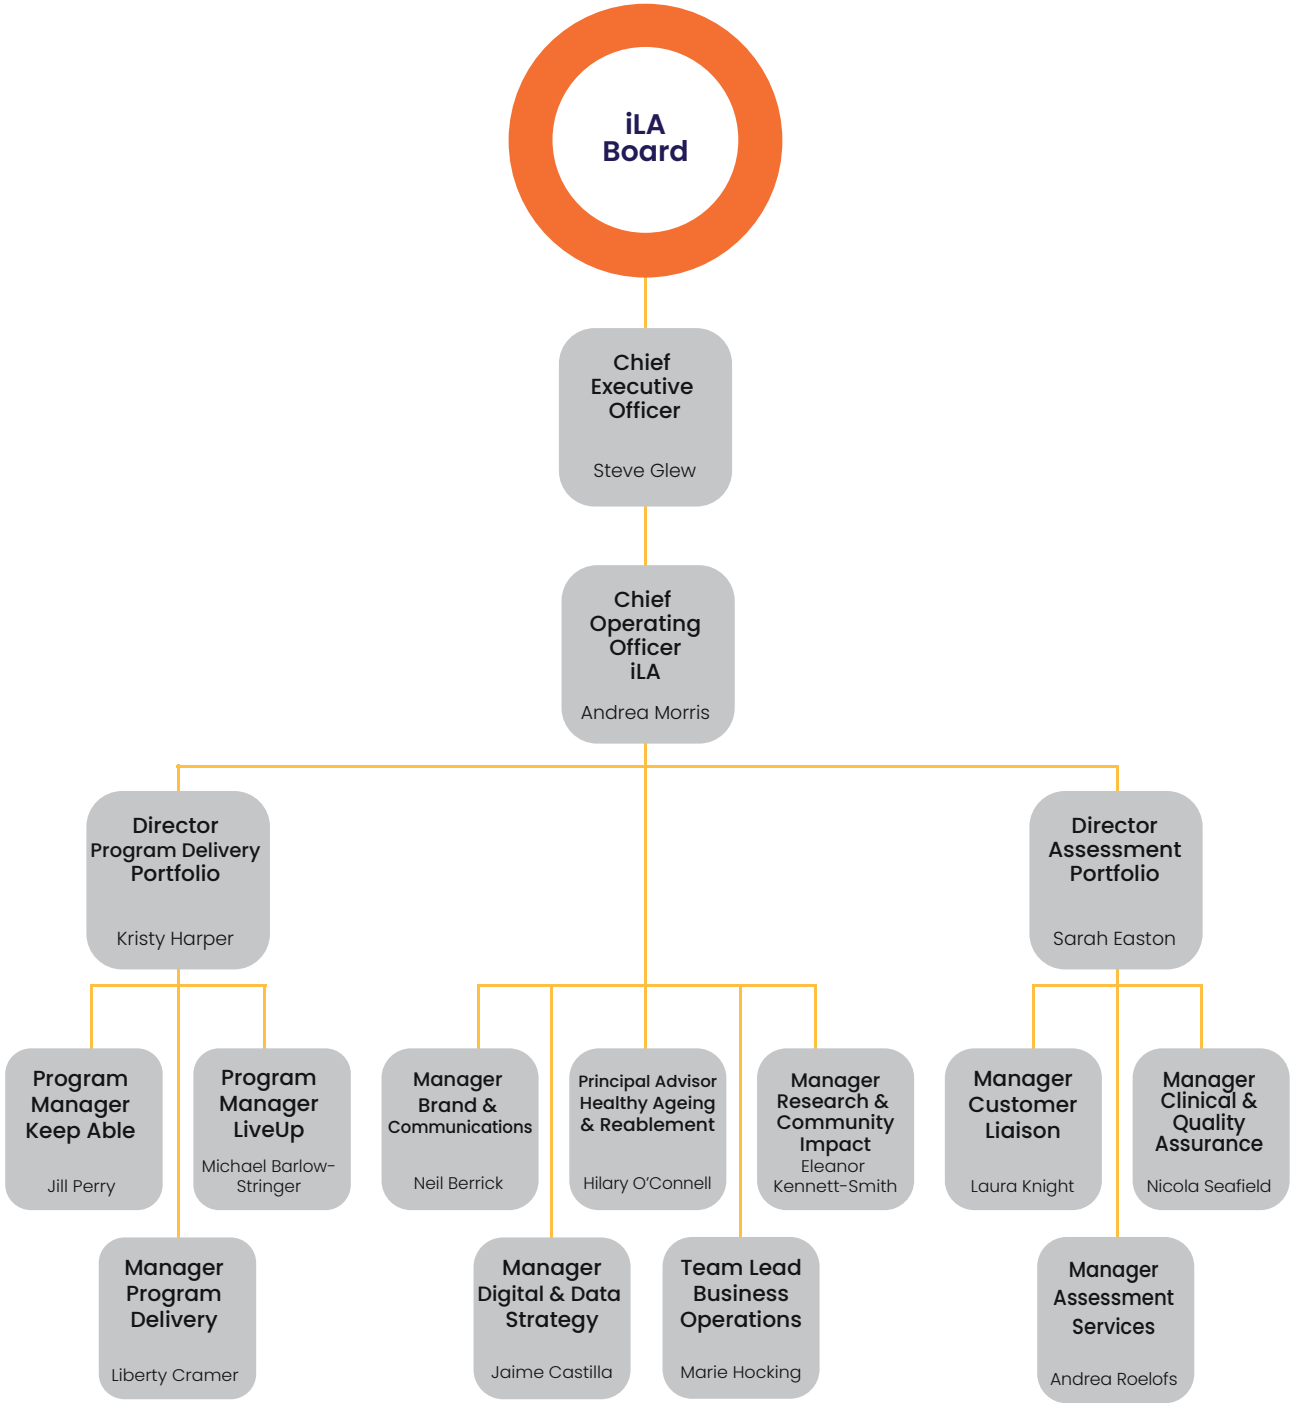 iLA
Board
Chief
Executive
Officer
Steve Glew
Chief
Operating
Officer
iLA
Andrea Morris
Director
Program Delivery
Portfolio
Kristy Harper
Director
Assessment
Portfolio
Sarah Easton
Program
Manager
Keep Able
Jill Perry
Program
Manager
LiveUp
Michael Barlow-
Stringer
Manager
Brand &
Communications
Neil Berrick
Principal Advisor
Healthy Ageing
& Reablement
Hilary O’Connell
Manager
Research &
Community
Impact
Eleanor
Kennett-Smith
Manager
Customer
Liaison
Laura Knight
Manager
Clinical &
Quality
Assurance
Nicola Seafield
Manager
Program
Delivery
Liberty Cramer
Manager
Digital & Data
Strategy
Jaime Castilla
Team Lead
Business
Operations
Marie Hocking
Manager
Assessment
Services
Andrea Roelofs